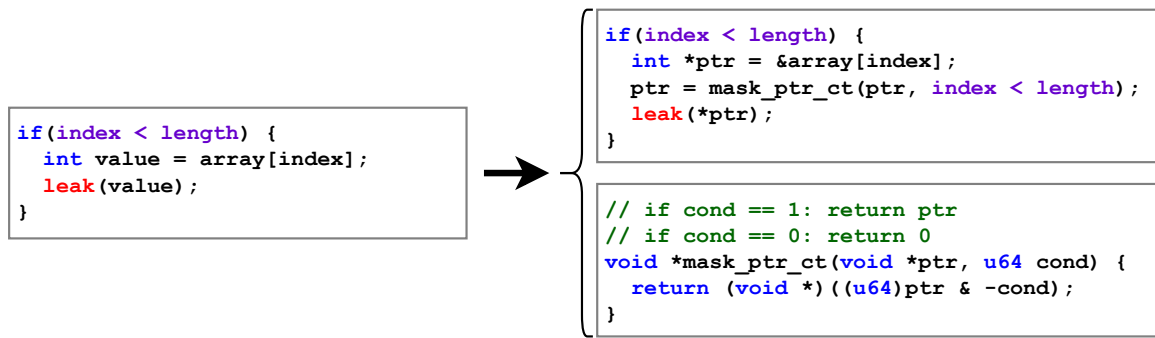 if(index < length) {
  int value = array[index];
  leak(value);
}
if(index < length) {
  int *ptr = &array[index];
  ptr = mask_ptr_ct(ptr, index < length);
  leak(*ptr);
}
// if cond == 1: return ptr
// if cond == 0: return 0
void *mask_ptr_ct(void *ptr, u64 cond) {
  return (void *)((u64)ptr & -cond);
}